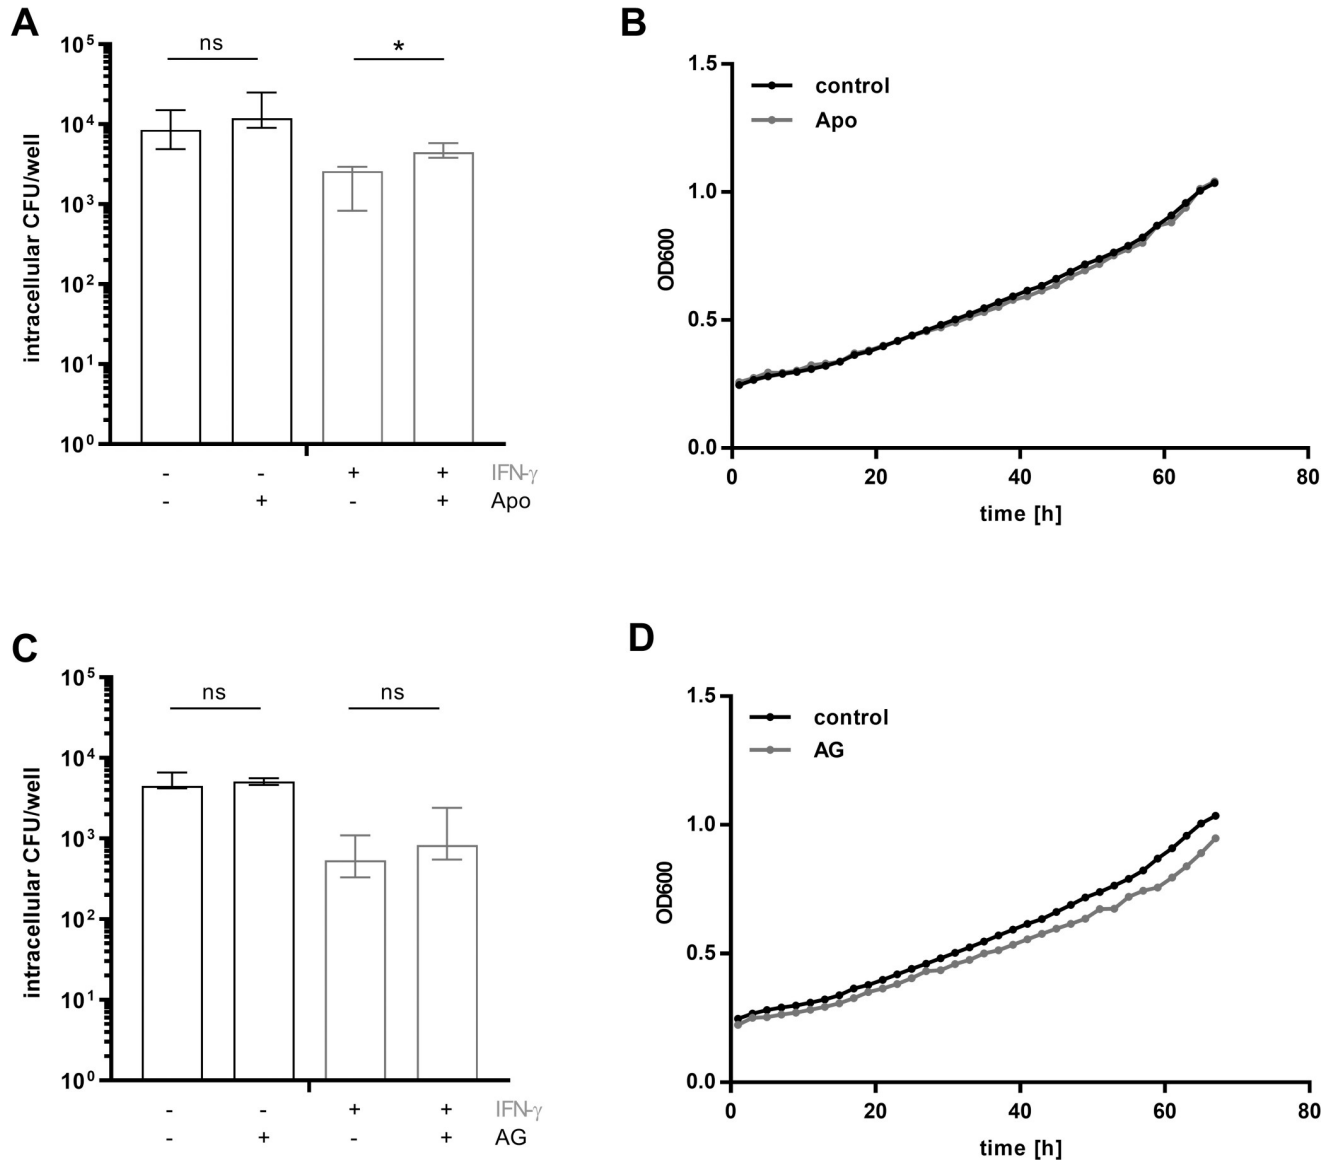 A
10⁵
10⁴
10³
10²
10¹
10⁰
intracellular CFU/well
ns
*
- - + + IFN-γ
- + - + Apo
B
1.5
1.0
0.5
0.0
OD600
control
Apo
0 20 40 60 80
time [h]
C
10⁵
10⁴
10³
10²
10¹
10⁰
intracellular CFU/well
ns
ns
- - + + IFN-γ
- + - + AG
D
1.5
1.0
0.5
0.0
OD600
control
AG
0 20 40 60 80
time [h]